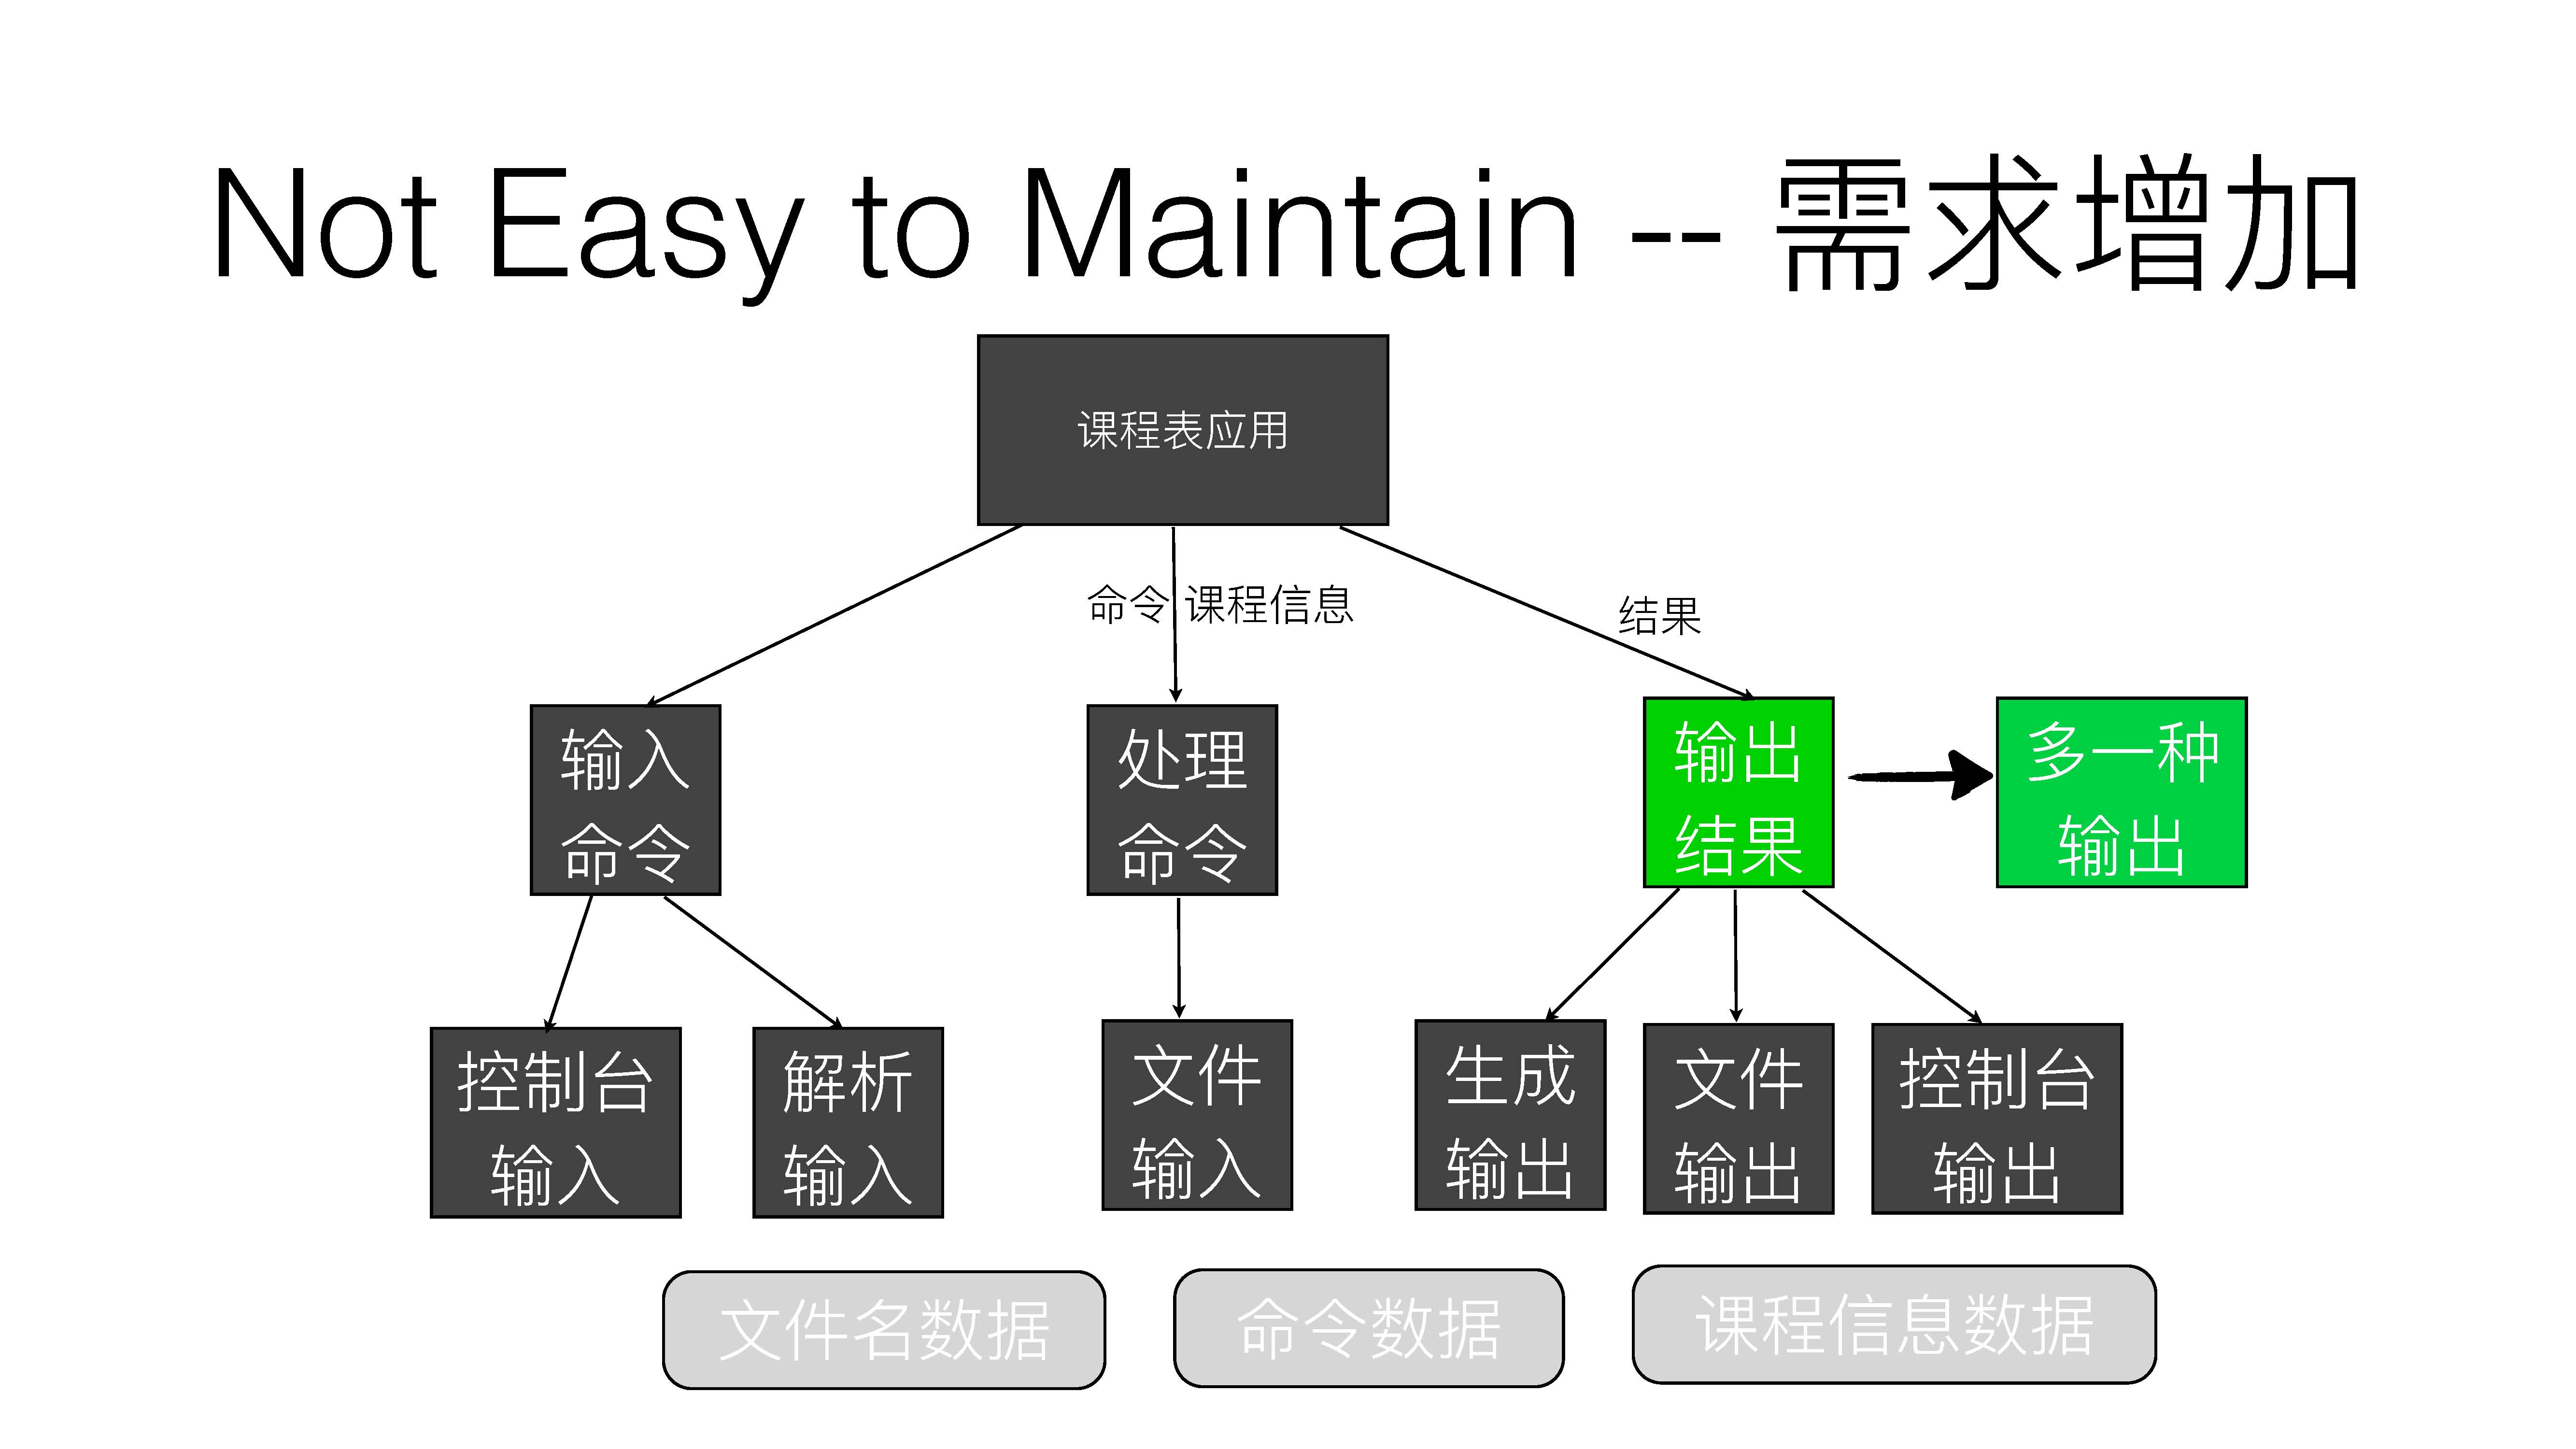 Not Easy to Maintain -- 需求增加
课程表应用
命令 课程信息
结果
输入
命令
处理
命令
输出
结果
多一种
输出
控制台
输入
解析
输入
文件
输入
生成
输出
文件
输出
控制台
输出
文件名数据
命令数据
课程信息数据